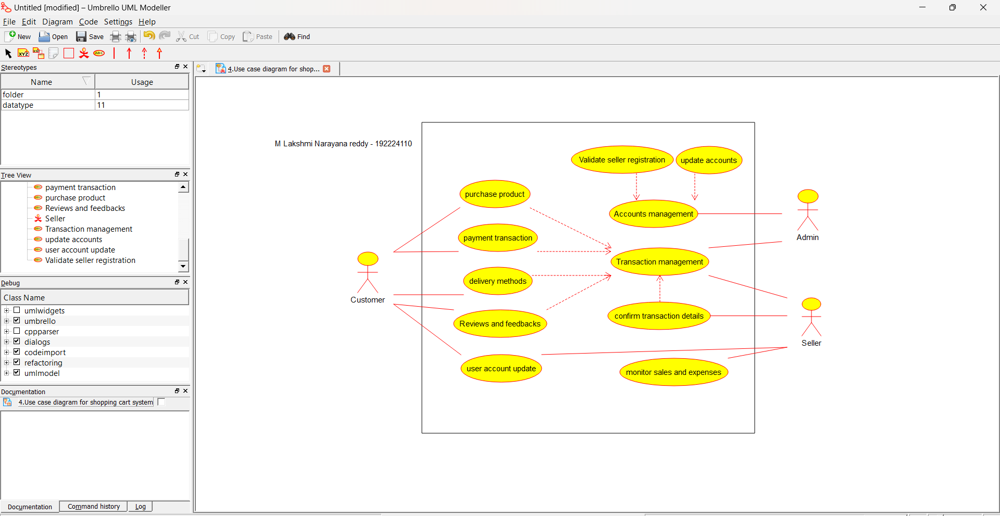 Untitled [modified] – Umbrello UML Modeller
File Edit Diagram Code Settings Help
New Open Save Cut Copy Paste Find
XYZ XYZ ABC
Stereotypes
4.Use case diagram for shop...
Name Usage
folder 1
datatype 11
Tree View
payment transaction
purchase product
Reviews and feedbacks
Seller
Transaction management
update accounts
user account update
Validate seller registration
Debug
Class Name
umlwidgets
umbrello
cppparser
dialogs
codeimport
refactoring
umlmodel
Documentation
4.Use case diagram for shopping cart system
Documentation Command history Log
M Lakshmi Narayana reddy - 192224110
Validate seller registration
update accounts
purchase product
Accounts management
payment transaction
Admin
Transaction management
delivery methods
Customer
confirm transaction details
Reviews and feedbacks
Seller
user account update
monitor sales and expenses